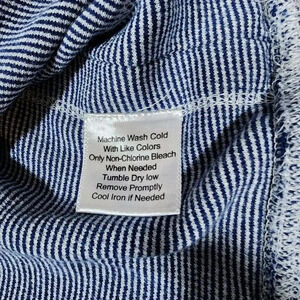 Machine Wash Cold
With Like Colors
Only Non-Chlorine Bleach
When Needed
Tumble Dry low
Remove Promptly
Cool Iron if Needed